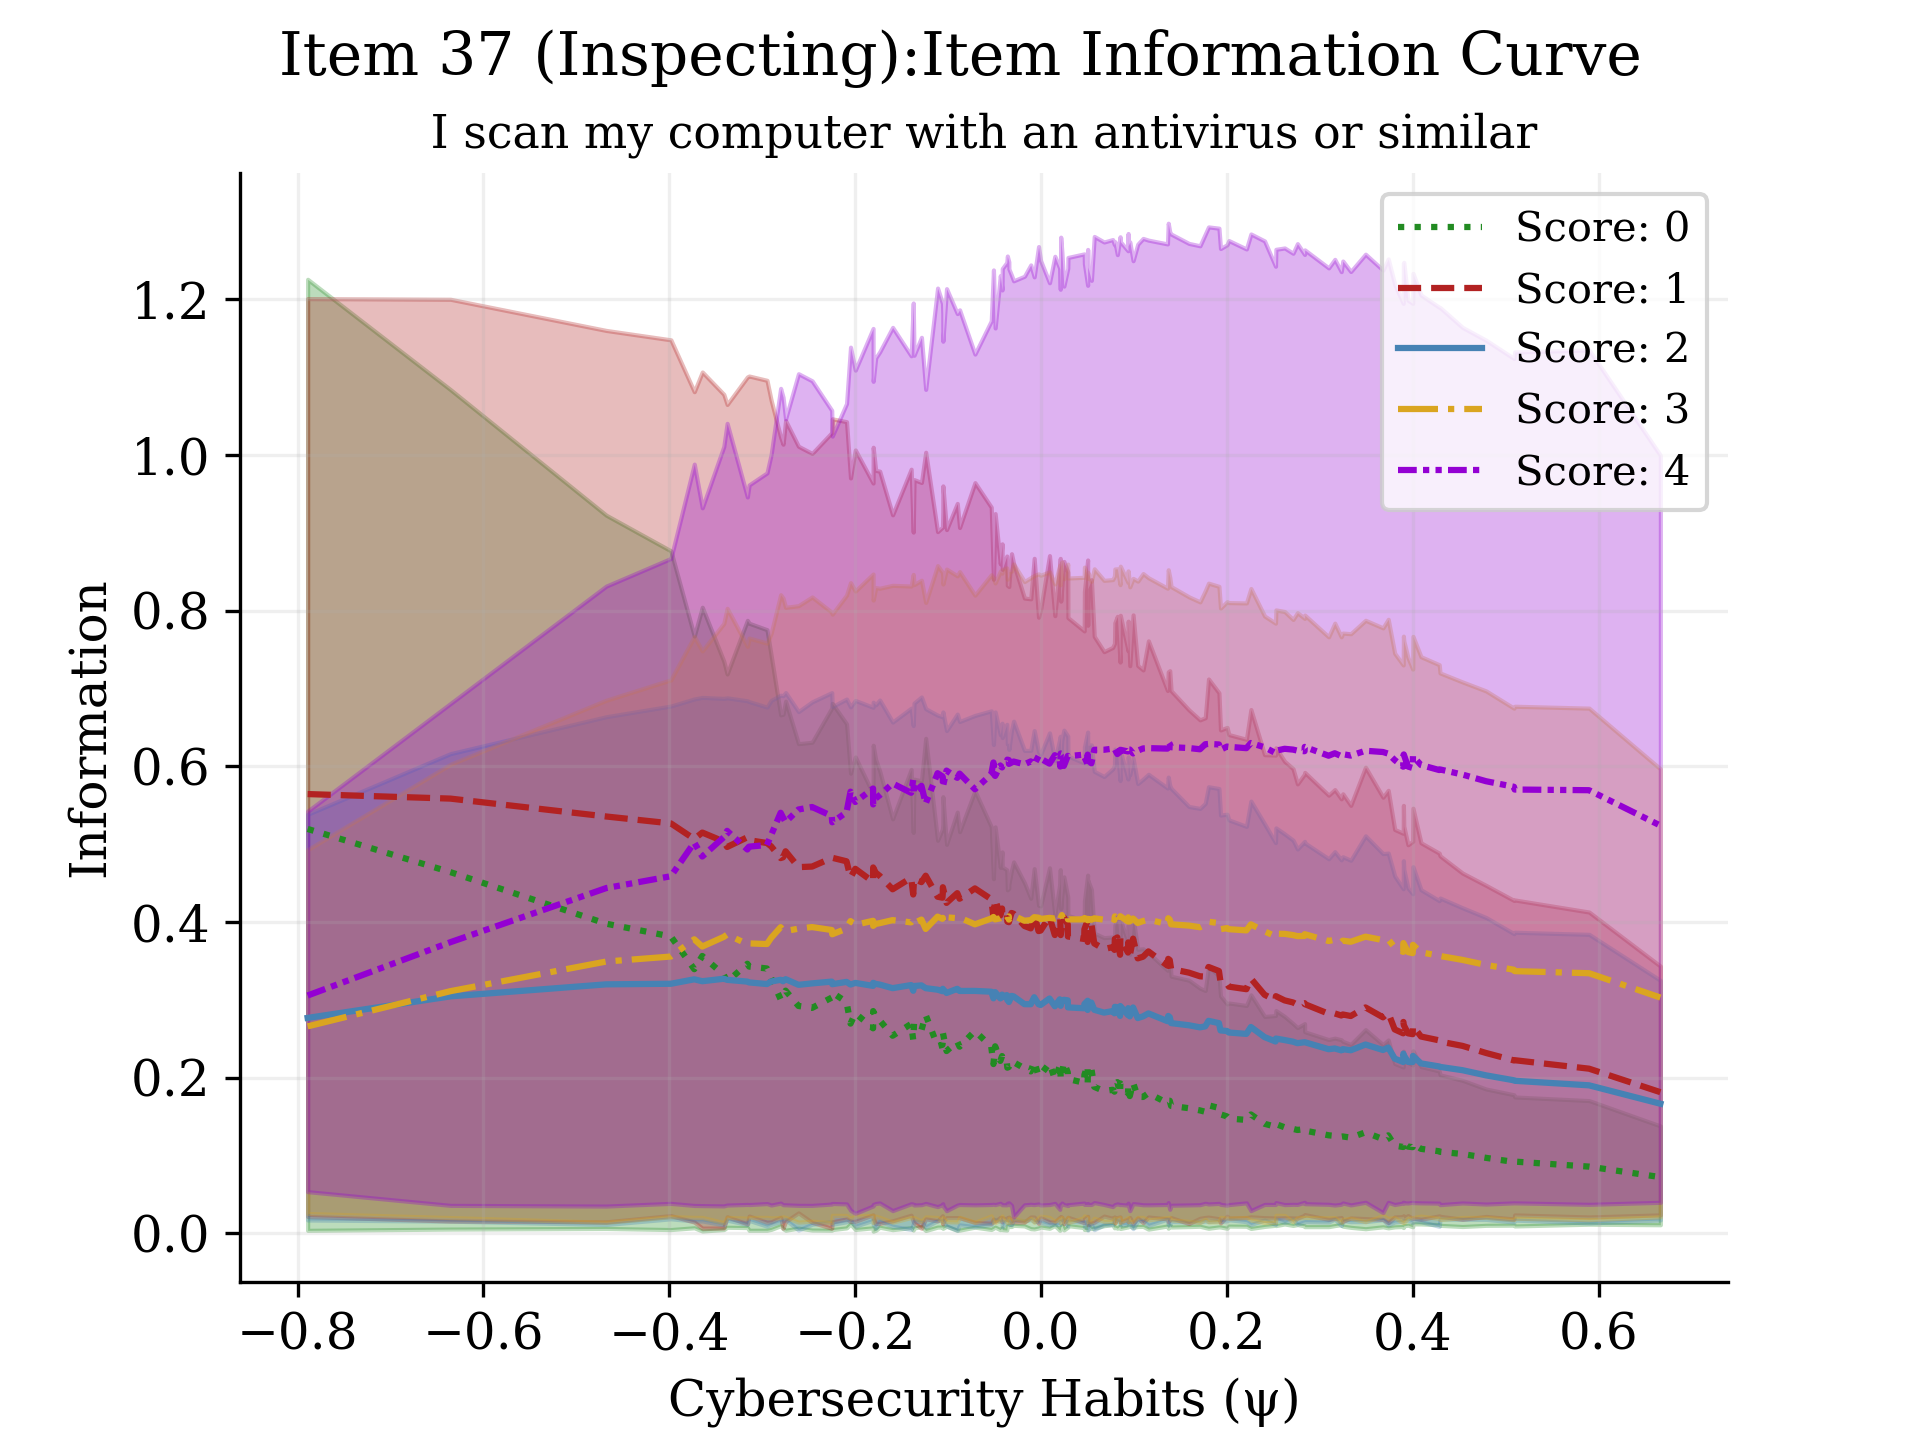 Item 37 (Inspecting):Item Information Curve
I scan my computer with an antivirus or similar
Score: 0
Score: 1
Score: 2
Score: 3
Score: 4
1.2
1.0
0.8
0.6
0.4
0.2
0.0
Information
−0.8 −0.6 −0.4 −0.2 0.0 0.2 0.4 0.6
Cybersecurity Habits (ψ)